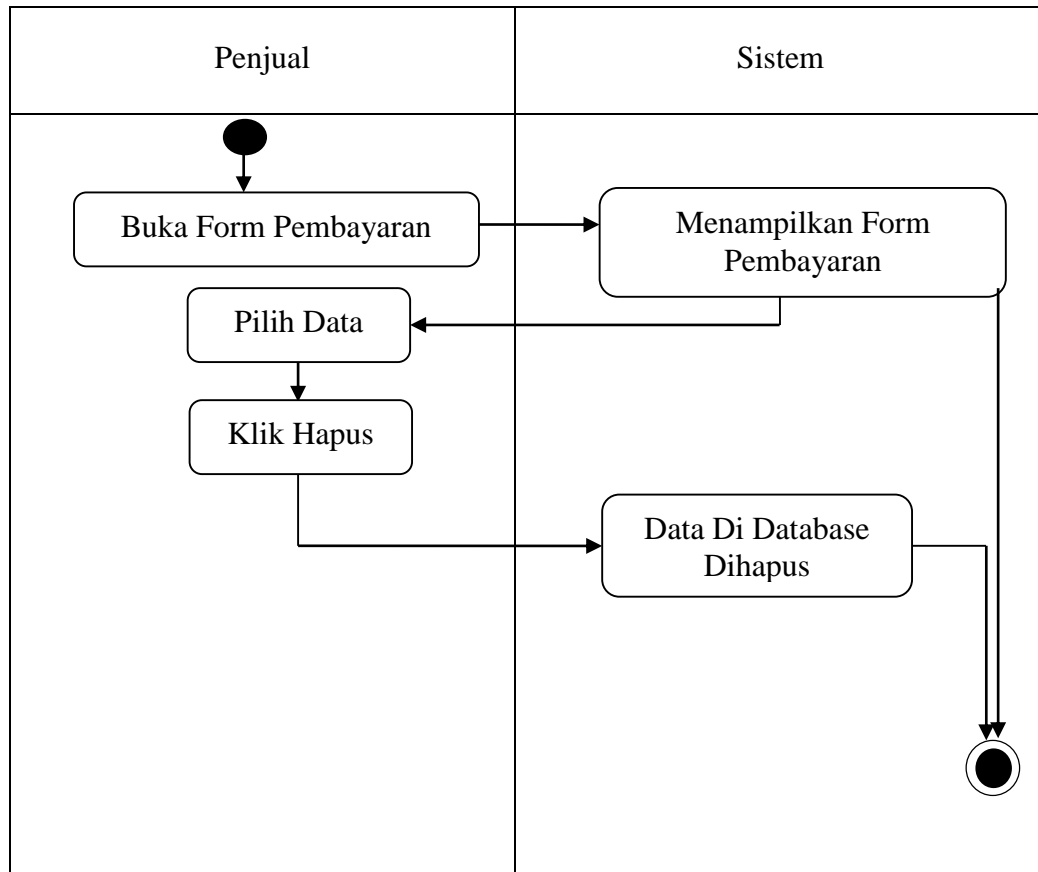 Penjual
Sistem
Buka Form Pembayaran
Menampilkan Form
Pembayaran
Pilih Data
Klik Hapus
Data Di Database
Dihapus